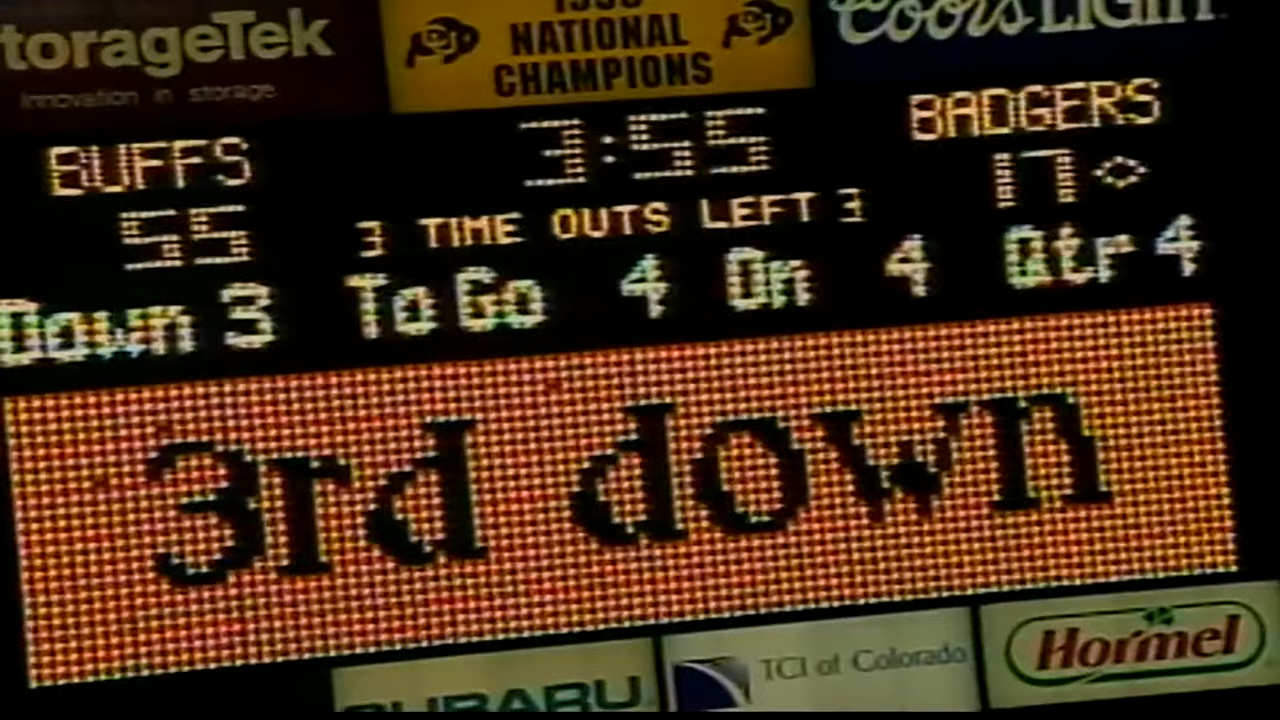 torageTek
Innovation in storage
NATIONAL
CHAMPIONS
Coors LIGHT
BUFFS 3:55 BADGERS
55 17
3 TIME OUTS LEFT 3
Down 3 To Go 4 On 4 Qtr 4
3rd down
SUBARU
TCI of Colorado
Hormel